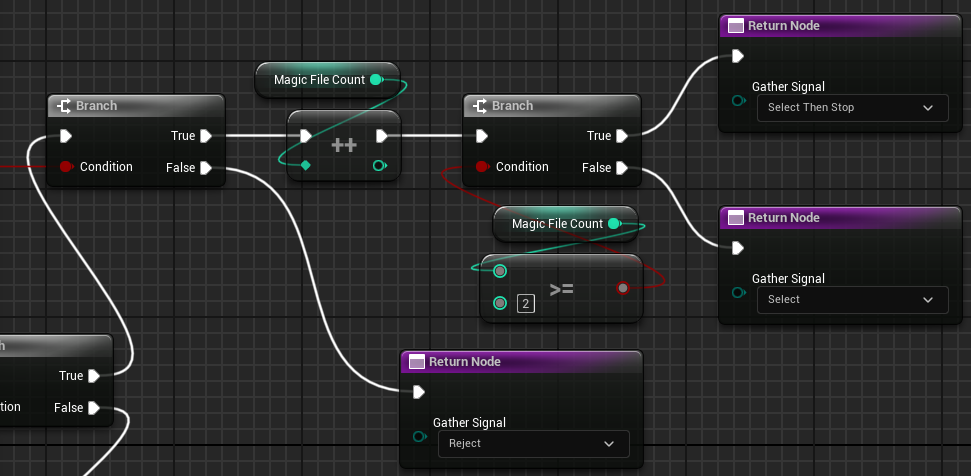 Return Node
Gather Signal
Select Then Stop
Magic File Count
Branch
True
Condition
False
++
Branch
True
Condition
False
Magic File Count
>=
2
Return Node
Gather Signal
Select
h
True
tion
False
Return Node
Gather Signal
Reject